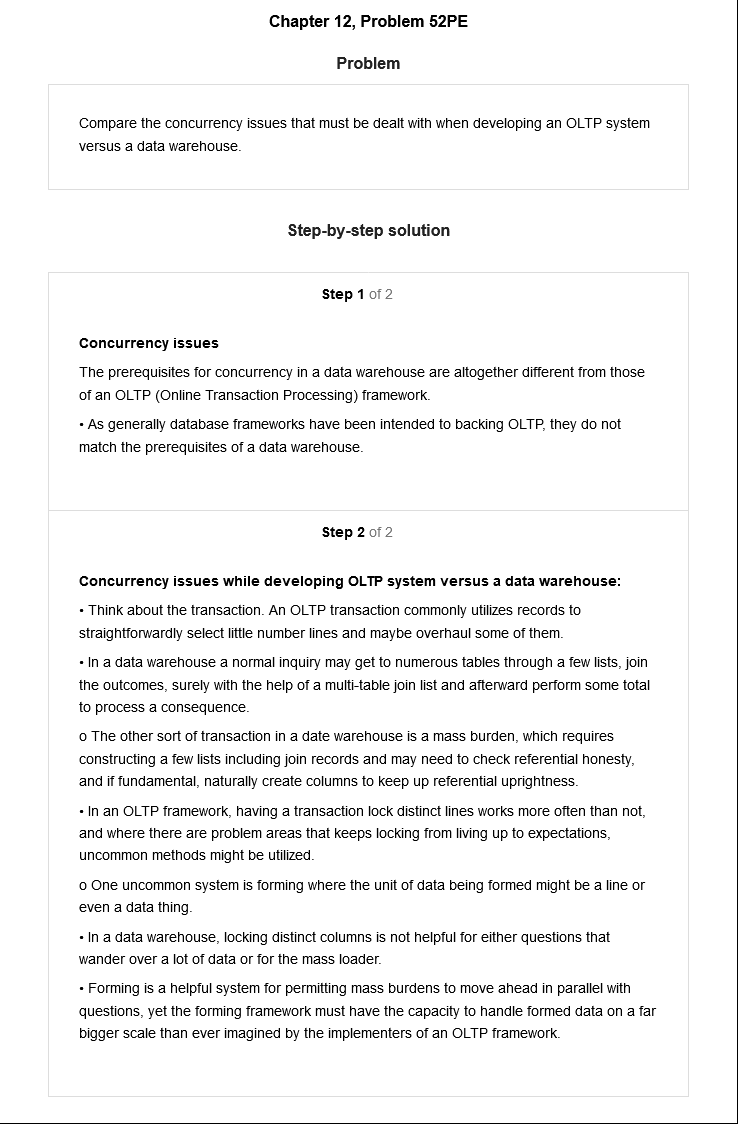 Chapter 12, Problem 52PE
Problem
Compare the concurrency issues that must be dealt with when developing an OLTP system
versus a data warehouse.
Step-by-step solution
Step 1 of 2
Concurrency issues
The prerequisites for concurrency in a data warehouse are altogether different from those
of an OLTP (Online Transaction Processing) framework.
• As generally database frameworks have been intended to backing OLTP, they do not
match the prerequisites of a data warehouse.
Step 2 of 2
Concurrency issues while developing OLTP system versus a data warehouse:
• Think about the transaction. An OLTP transaction commonly utilizes records to
straightforwardly select little number lines and maybe overhaul some of them.
• In a data warehouse a normal inquiry may get to numerous tables through a few lists, join
the outcomes, surely with the help of a multi-table join list and afterward perform some total
to process a consequence.
o The other sort of transaction in a date warehouse is a mass burden, which requires
constructing a few lists including join records and may need to check referential honesty,
and if fundamental, naturally create columns to keep up referential uprightness.
• In an OLTP framework, having a transaction lock distinct lines works more often than not,
and where there are problem areas that keeps locking from living up to expectations,
uncommon methods might be utilized.
o One uncommon system is forming where the unit of data being formed might be a line or
even a data thing.
• In a data warehouse, locking distinct columns is not helpful for either questions that
wander over a lot of data or for the mass loader.
• Forming is a helpful system for permitting mass burdens to move ahead in parallel with
questions, yet the forming framework must have the capacity to handle formed data on a far
bigger scale than ever imagined by the implementers of an OLTP framework.